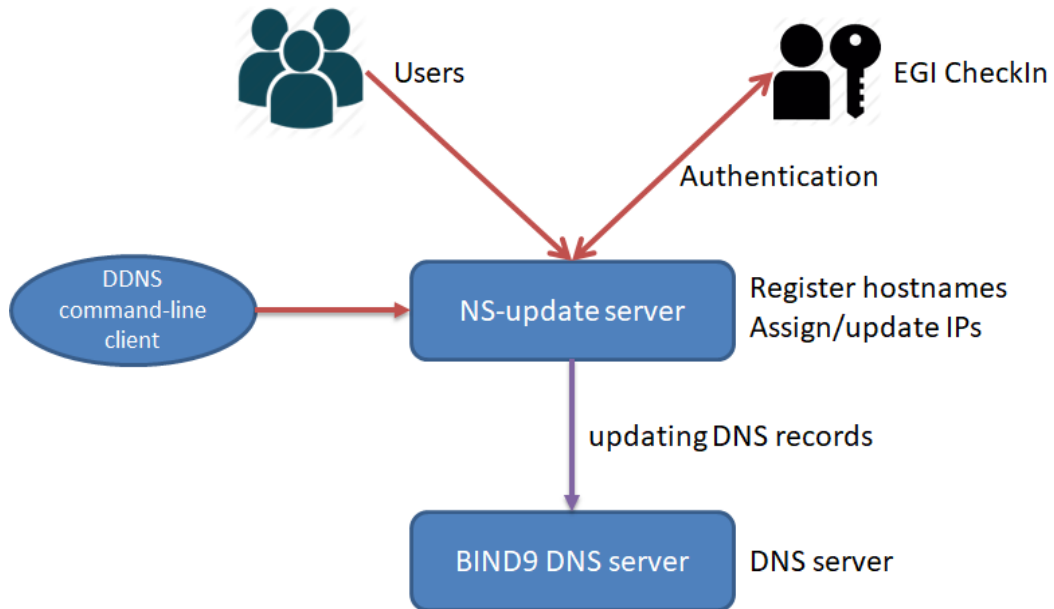 Users
EGI CheckIn
Authentication
DDNS
command-line
client
NS-update server
Register hostnames
Assign/update IPs
updating DNS records
BIND9 DNS server
DNS server